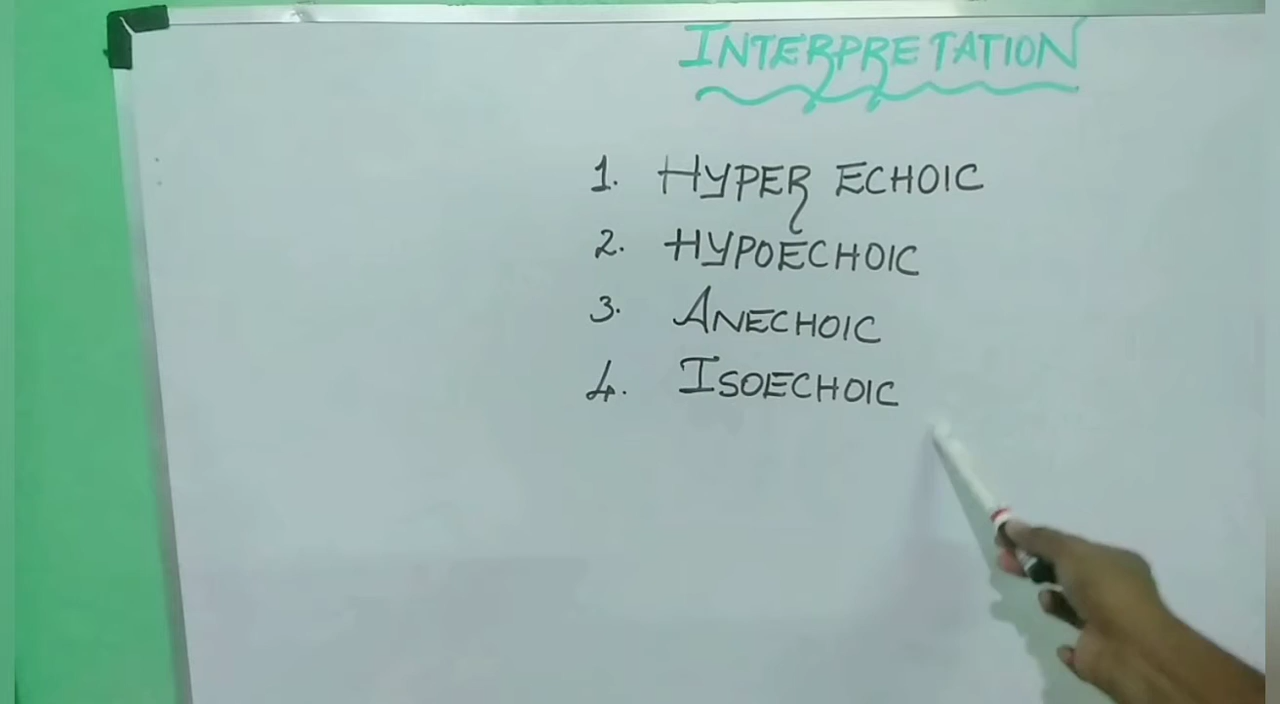 INTERPRETATION
1. HYPER ECHOIC
2. HYPOECHOIC
3. ANECHOIC
4. ISOECHOIC